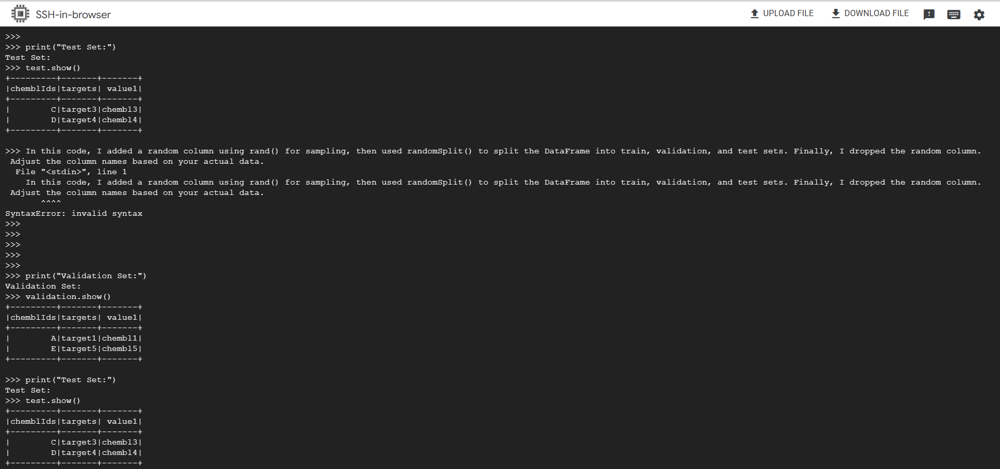 SSH-in-browser
UPLOAD FILE
DOWNLOAD FILE
>>>
>>> print("Test Set:")
Test Set:
>>> test.show()
+---------+-------+-------+
|chemblIds|targets| value1|
+---------+-------+-------+
|        C|target3|chembl3|
|        D|target4|chembl4|
+---------+-------+-------+
>>> In this code, I added a random column using rand() for sampling, then used randomSplit() to split the DataFrame into train, validation, and test sets. Finally, I dropped the random column.
 Adjust the column names based on your actual data.
  File "<stdin>", line 1
    In this code, I added a random column using rand() for sampling, then used randomSplit() to split the DataFrame into train, validation, and test sets. Finally, I dropped the random column.
 Adjust the column names based on your actual data.
       ^^^^
SyntaxError: invalid syntax
>>>
>>>
>>>
>>>
>>>
>>> print("Validation Set:")
Validation Set:
>>> validation.show()
+---------+-------+-------+
|chemblIds|targets| value1|
+---------+-------+-------+
|        A|target1|chembl1|
|        E|target5|chembl5|
+---------+-------+-------+
>>> print("Test Set:")
Test Set:
>>> test.show()
+---------+-------+-------+
|chemblIds|targets| value1|
+---------+-------+-------+
|        C|target3|chembl3|
|        D|target4|chembl4|
+---------+-------+-------+